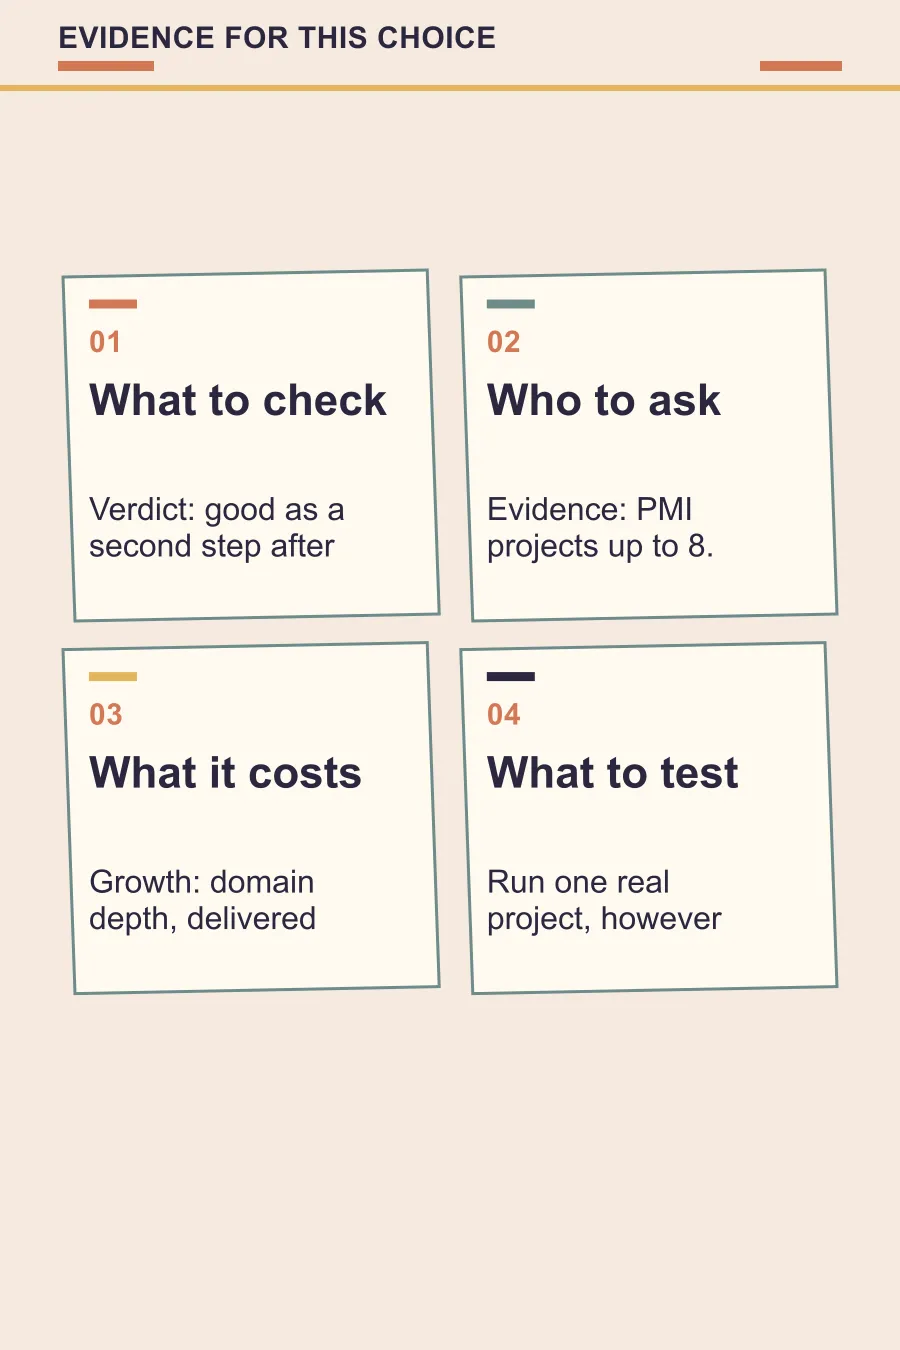 EVIDENCE FOR THIS CHOICE
01
What to check
Verdict: good as a
second step after
02
Who to ask
Evidence: PMI
projects up to 8.
03
What it costs
Growth: domain
depth, delivered
04
What to test
Run one real
project, however